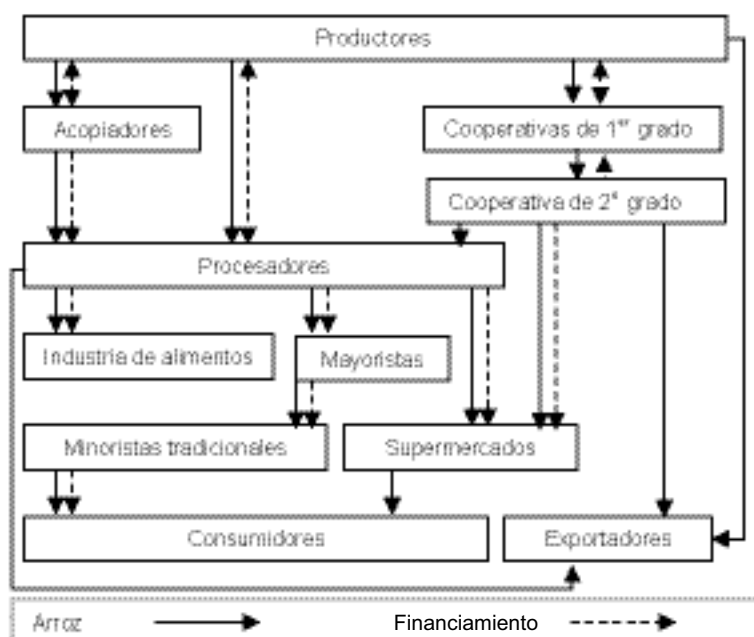 Productores
Acopiadores
Cooperativas de 1er grado
Cooperativa de 2° grado
Procesadores
Industria de alimentos
Mayoristas
Minoristas tradicionales
Supermercados
Consumidores
Exportadores
Arroz
Financiamiento